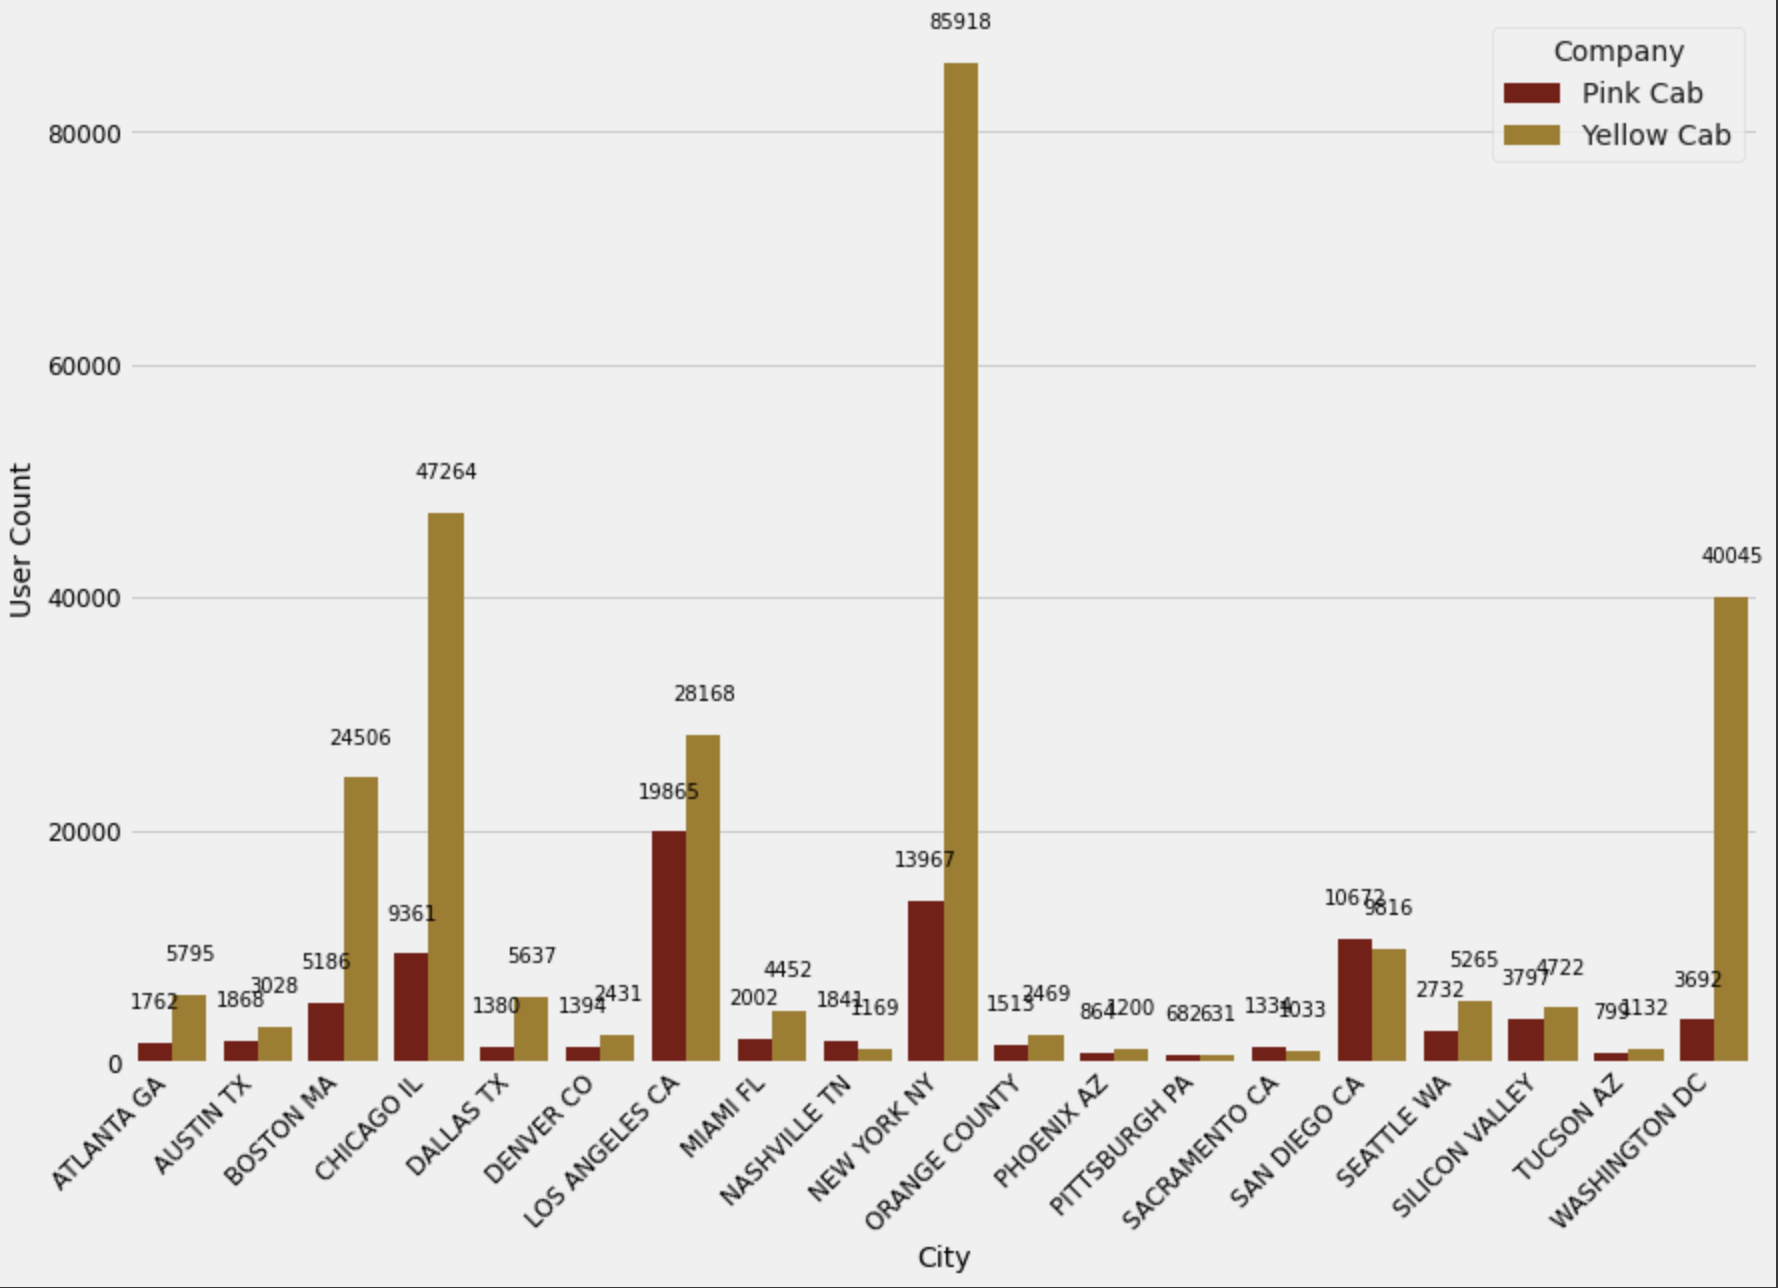 85918
Company
Pink Cab
Yellow Cab
80000
60000
47264
40045
40000
28168
24506
19865
20000
13967
10672
9816
9361
5795
5186
5637
1762
1868
3028
1380
1394
2431
2002
4452
1841
1169
1513
2469
864
1200
682
631
1334
1033
2732
5265
3797
4722
799
1132
3692
0
User Count
ATLANTA GA
AUSTIN TX
BOSTON MA
CHICAGO IL
DALLAS TX
DENVER CO
LOS ANGELES CA
MIAMI FL
NASHVILLE TN
NEW YORK NY
ORANGE COUNTY
PHOENIX AZ
PITTSBURGH PA
SACRAMENTO CA
SAN DIEGO CA
SEATTLE WA
SILICON VALLEY
TUCSON AZ
WASHINGTON DC
City